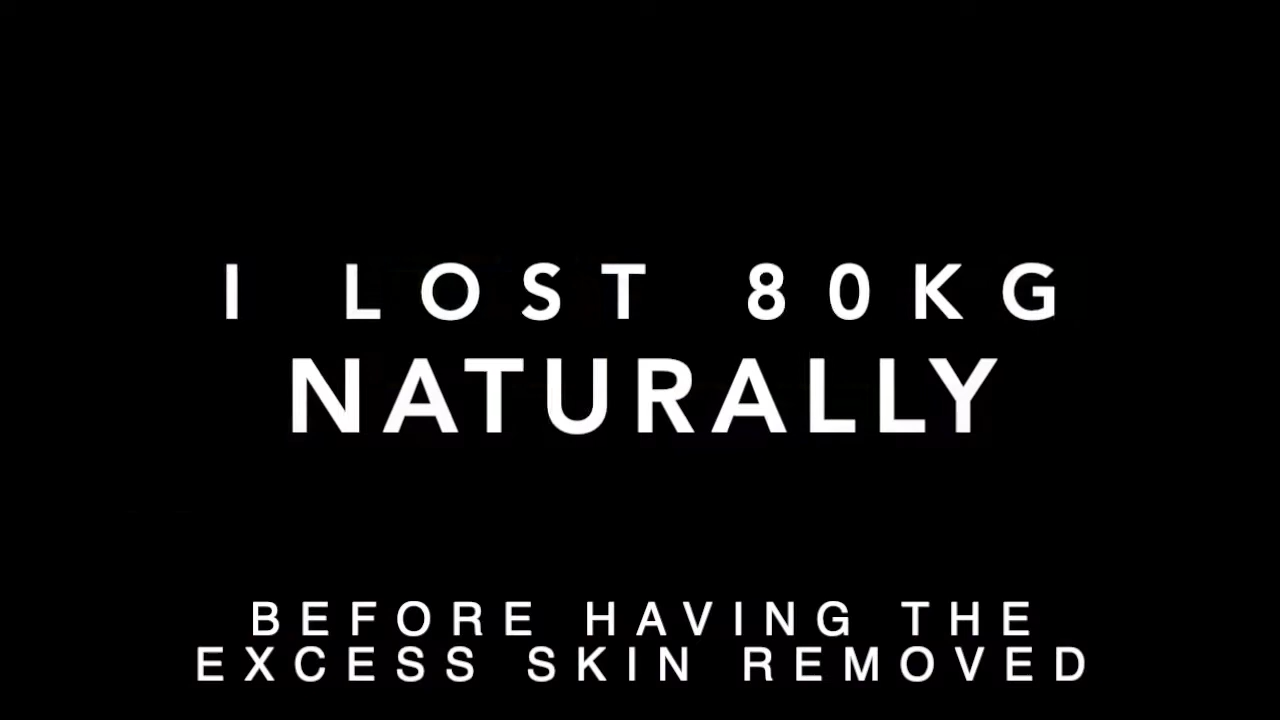 I LOST 80KG
NATURALLY
BEFORE HAVING THE
EXCESS SKIN REMOVED